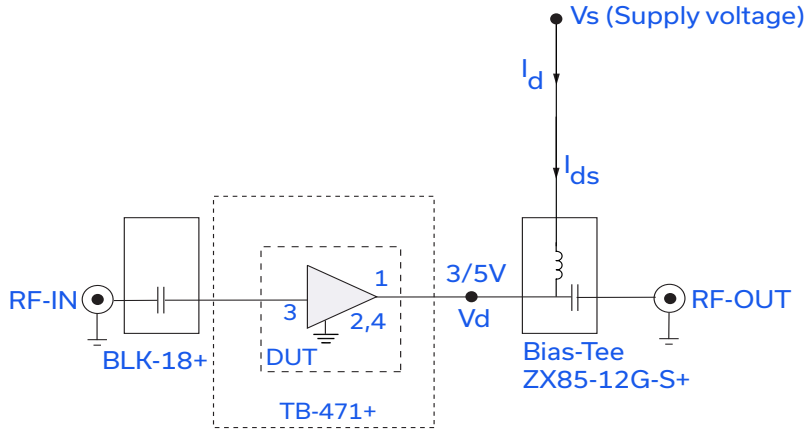 Vs (Supply voltage)
Id
Ids
RF-IN
3
1
2,4
3/5V
Vd
RF-OUT
DUT
BLK-18+
Bias-Tee
ZX85-12G-S+
TB-471+